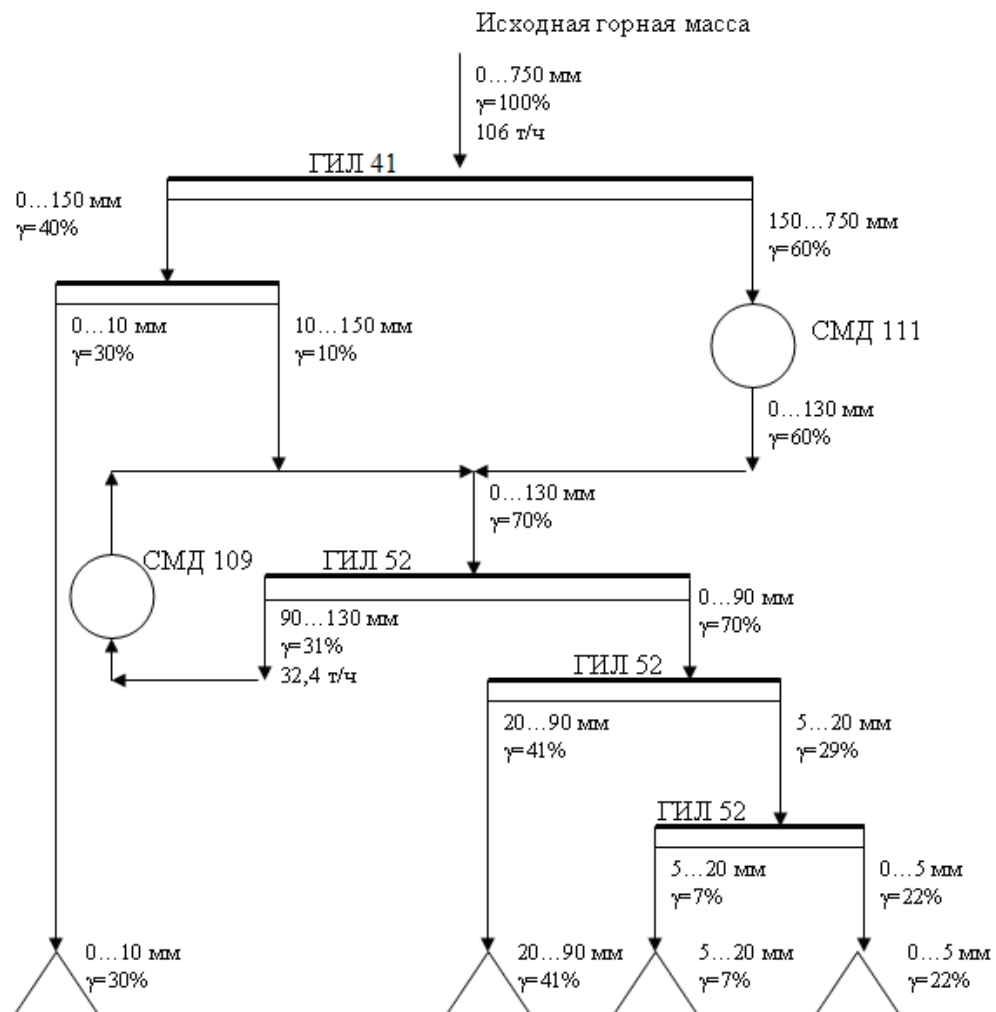 Исходная горная масса
0...750 мм
γ=100%
106 т/ч
ГИЛ 41
0...150 мм
γ=40%
150...750 мм
γ=60%
0...10 мм
γ=30%
10...150 мм
γ=10%
СМД 111
0...130 мм
γ=60%
0...130 мм
γ=70%
СМД 109
ГИЛ 52
90...130 мм
γ=31%
32,4 т/ч
0...90 мм
γ=70%
ГИЛ 52
20...90 мм
γ=41%
5...20 мм
γ=29%
ГИЛ 52
5...20 мм
γ=7%
0...5 мм
γ=22%
0...10 мм
γ=30%
20...90 мм
γ=41%
5...20 мм
γ=7%
0...5 мм
γ=22%